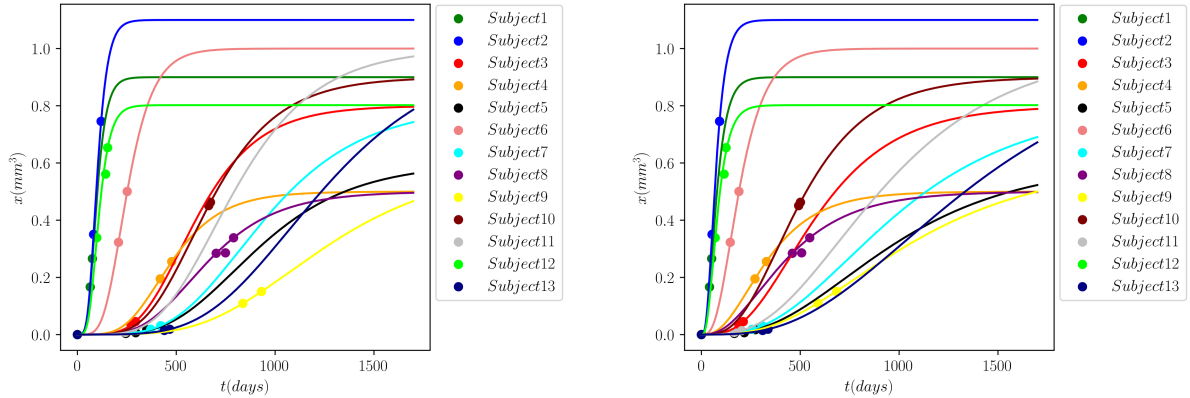 1.0
0.8
0.6
0.4
0.2
0.0
x(mm³)
0
500
1000
1500
t(days)
Subject1
Subject2
Subject3
Subject4
Subject5
Subject6
Subject7
Subject8
Subject9
Subject10
Subject11
Subject12
Subject13
1.0
0.8
0.6
0.4
0.2
0.0
x(mm³)
0
500
1000
1500
t(days)
Subject1
Subject2
Subject3
Subject4
Subject5
Subject6
Subject7
Subject8
Subject9
Subject10
Subject11
Subject12
Subject13